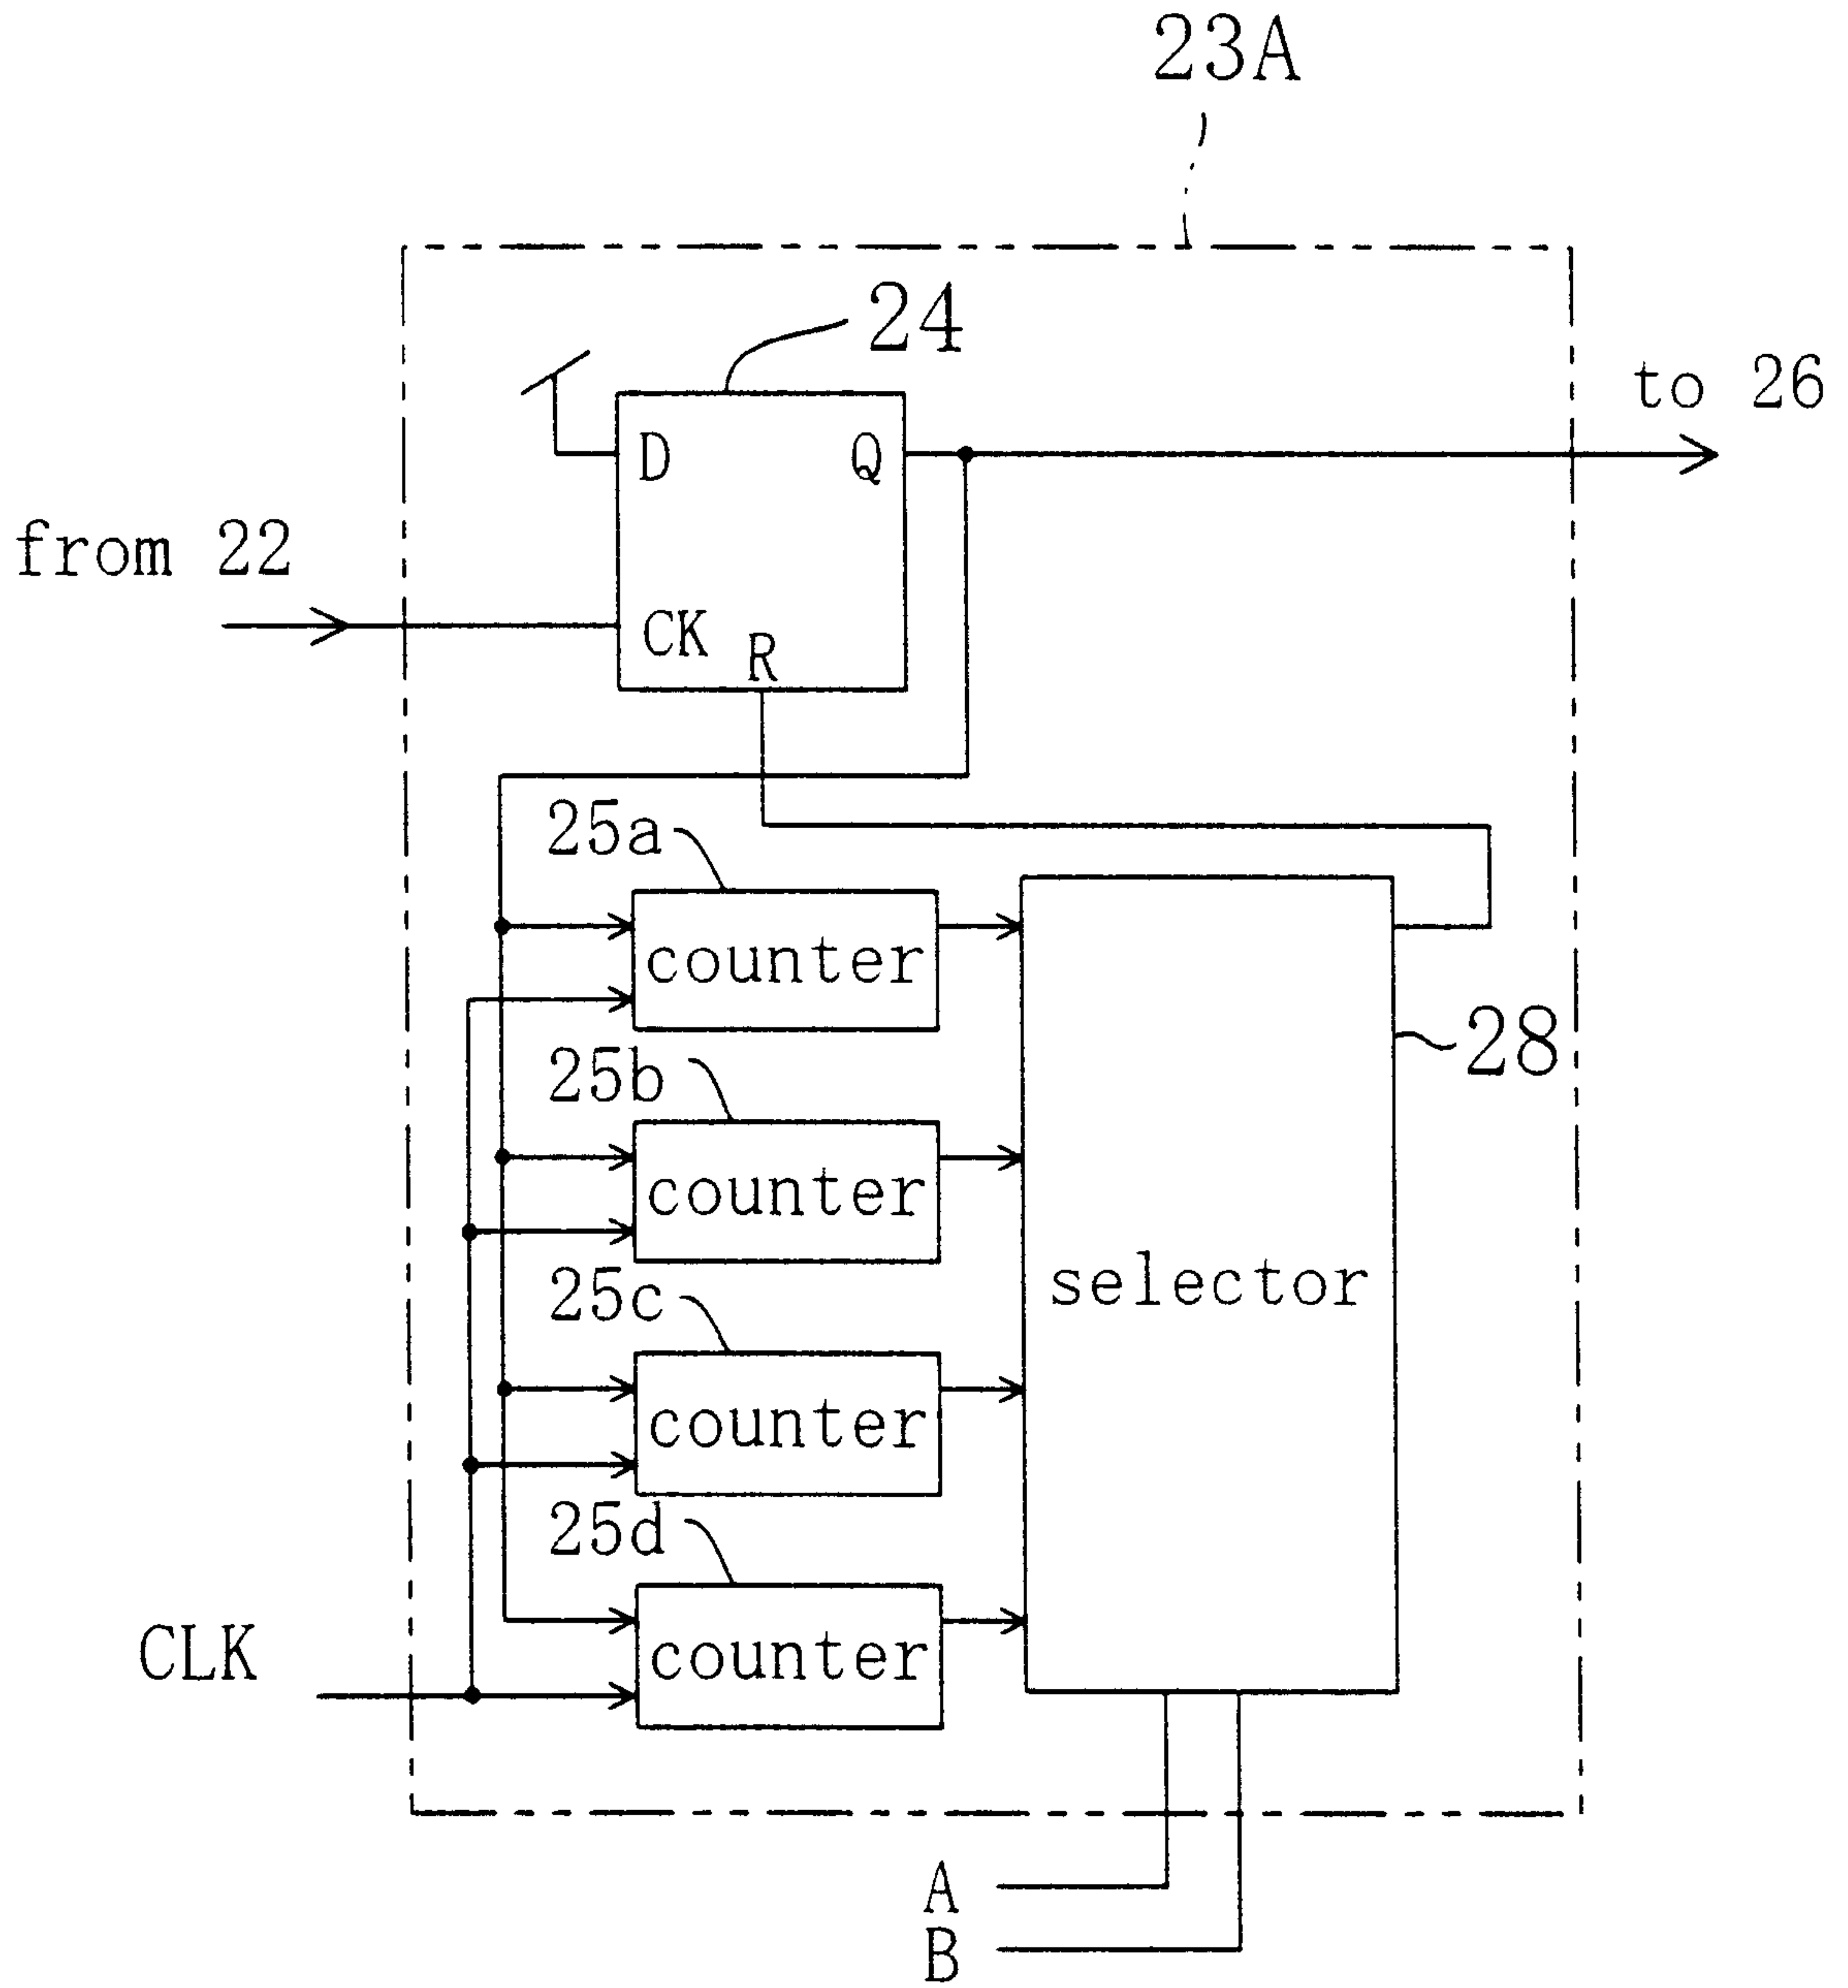 23A
24
to 26
D
Q
from 22
CK
R
25a
counter
28
25b
counter
selector
25c
counter
25d
counter
CLK
A
B